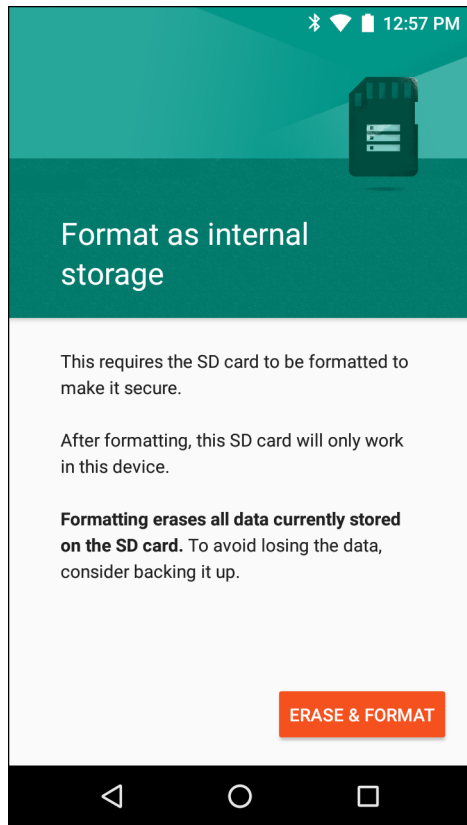 12:57 PM
Format as internal
storage
This requires the SD card to be formatted to
make it secure.
After formatting, this SD card will only work
in this device.
Formatting erases all data currently stored
on the SD card. To avoid losing the data,
consider backing it up.
ERASE & FORMAT